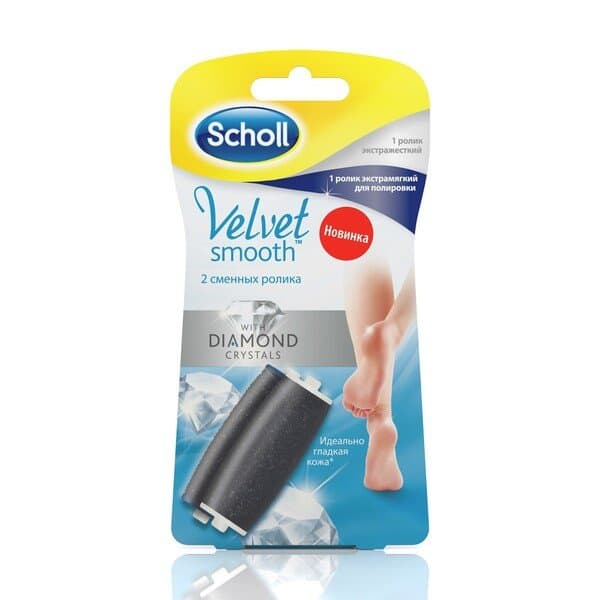 Scholl
1 ролик
экстражесткий
1 ролик экстрамягкий
для полировки
Velvet
smooth™
Новинка
2 сменных ролика
WITH
DIAMOND
CRYSTALS
Идеально
гладкая
кожа*